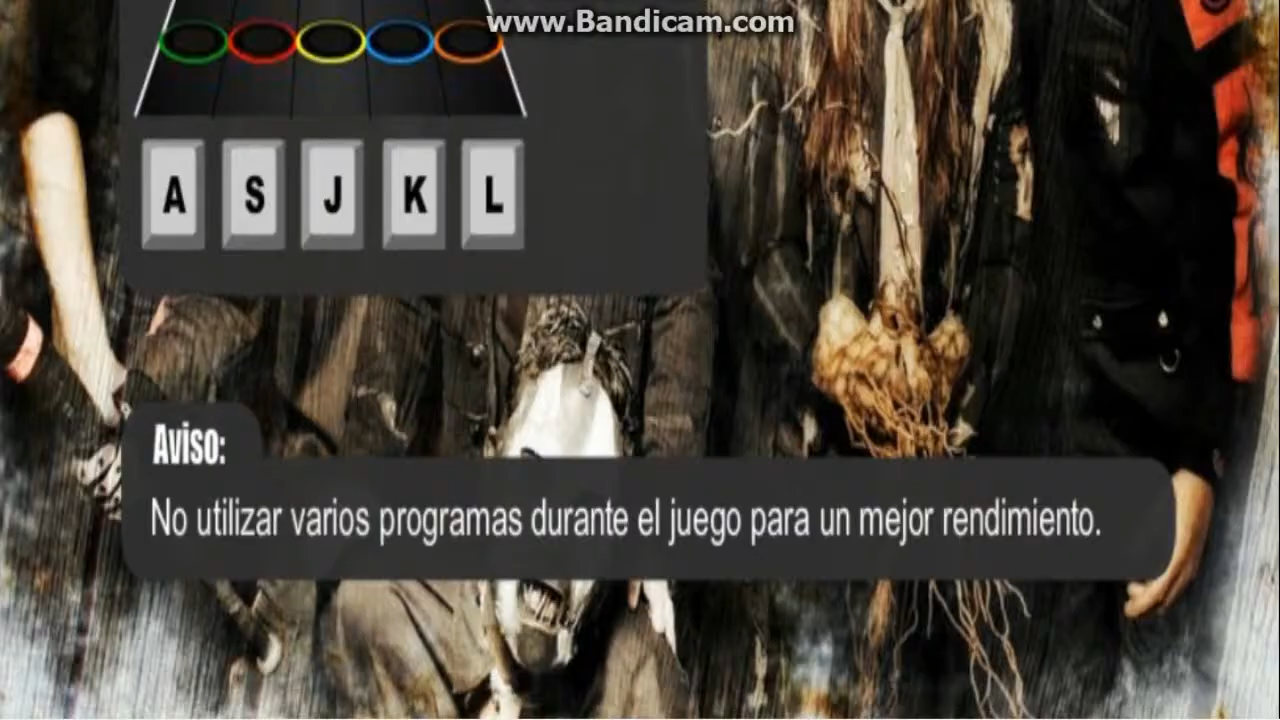 www.Bandicam.com
A S J K L
Aviso:
No utilizar varios programas durante el juego para un mejor rendimiento.